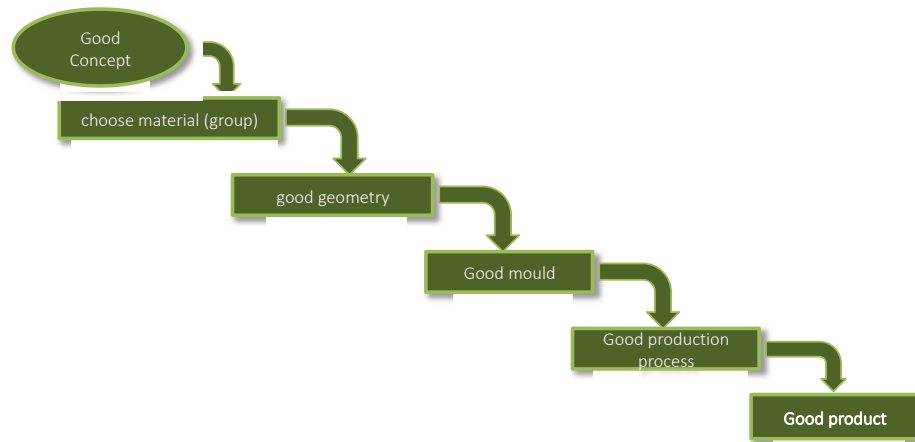 Good
Concept
choose material (group)
good geometry
Good mould
Good production
process
Good product